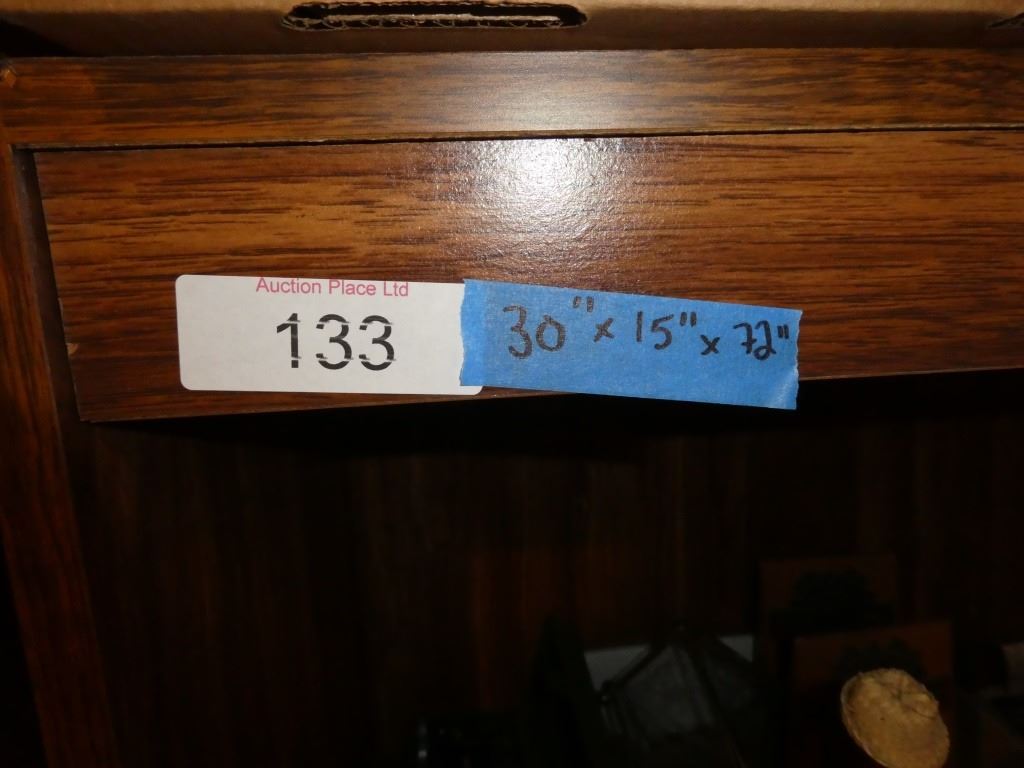 Auction Place Ltd
133
30" x 15" x 72"